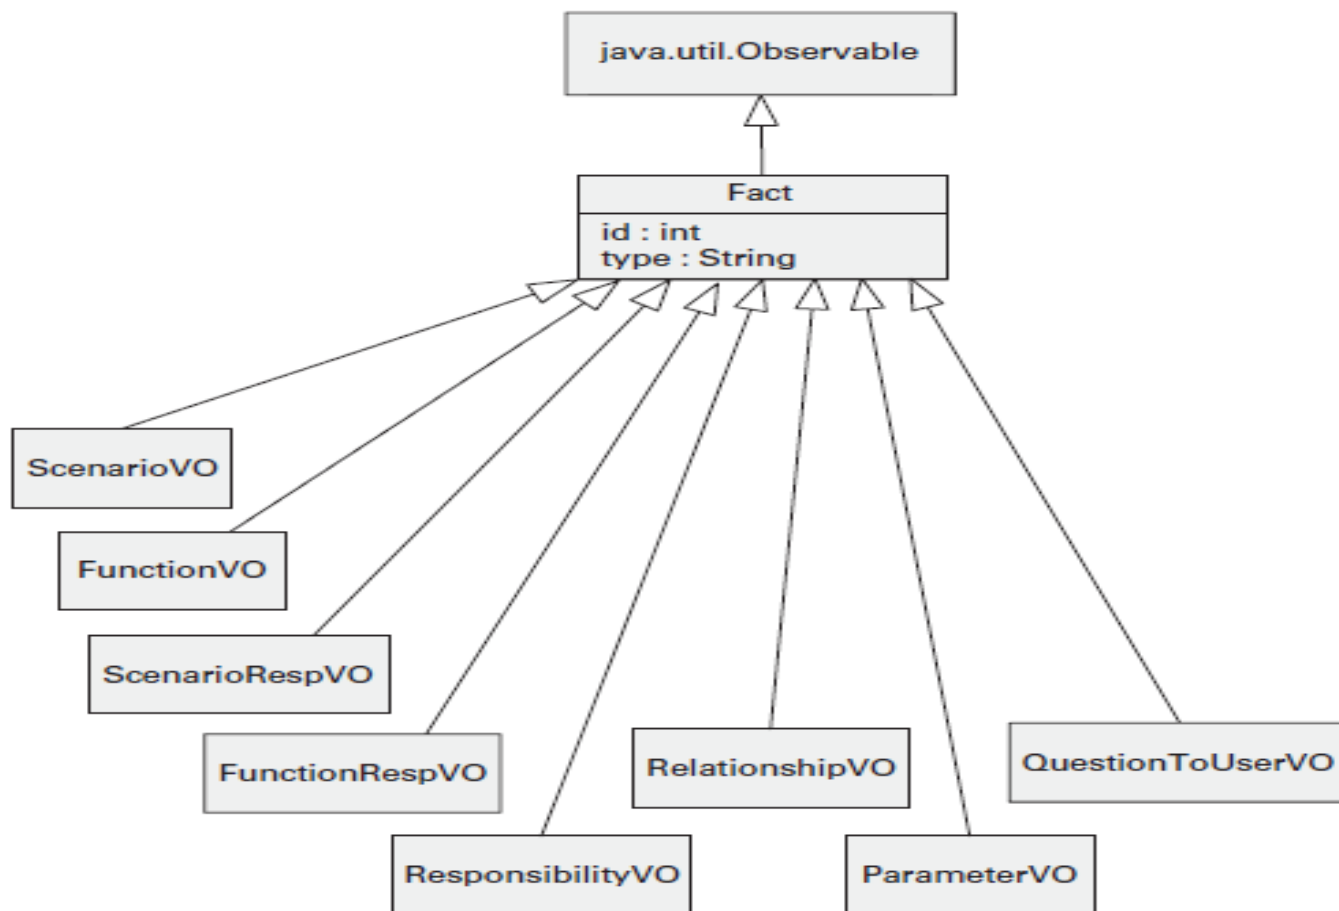 java.util.Observable
Fact
id : int
type : String
ScenarioVO
FunctionVO
ScenarioRespVO
FunctionRespVO
RelationshipVO
QuestionToUserVO
ResponsibilityVO
ParameterVO